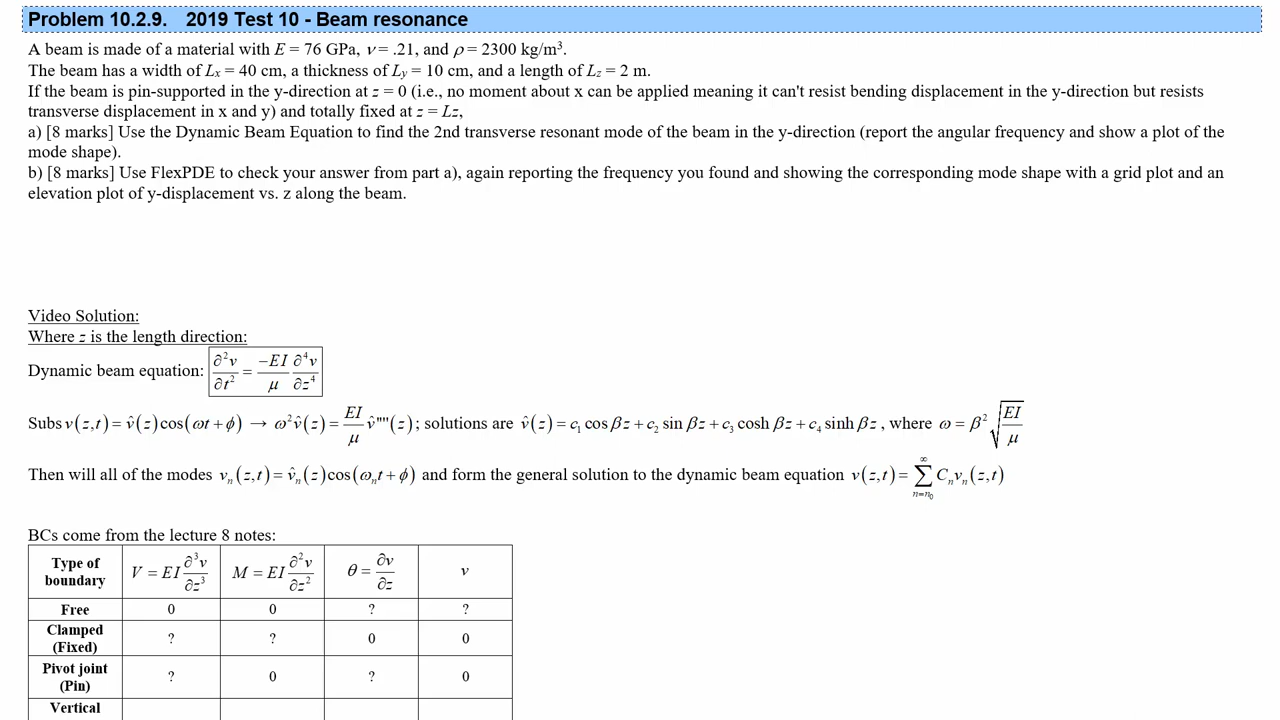 Problem 10.2.9. 2019 Test 10 - Beam resonance
A beam is made of a material with E = 76 GPa, ν = .21, and ρ = 2300 kg/m³.
The beam has a width of Lx = 40 cm, a thickness of Ly = 10 cm, and a length of Lz = 2 m.
If the beam is pin-supported in the y-direction at z = 0 (i.e., no moment about x can be applied meaning it can't resist bending displacement in the y-direction but resists
transverse displacement in x and y) and totally fixed at z = Lz,
a) [8 marks] Use the Dynamic Beam Equation to find the 2nd transverse resonant mode of the beam in the y-direction (report the angular frequency and show a plot of the
mode shape).
b) [8 marks] Use FlexPDE to check your answer from part a), again reporting the frequency you found and showing the corresponding mode shape with a grid plot and an
elevation plot of y-displacement vs. z along the beam.
Video Solution:
Where z is the length direction:
Dynamic beam equation: ∂²v/∂t² = −EI/μ ∂⁴v/∂z⁴
Subs v(z,t) = v̂(z)cos(ωt + ϕ) → ω²v̂(z) = EI/μ v̂''''(z); solutions are v̂(z) = c₁ cos βz + c₂ sin βz + c₃ cosh βz + c₄ sinh βz, where ω = β² √(EI/μ)
Then will all of the modes vₙ(z,t) = v̂ₙ(z)cos(ωₙt + ϕ) and form the general solution to the dynamic beam equation v(z,t) = ∑_{n=n₀}^{∞} Cₙvₙ(z,t)
BCs come from the lecture 8 notes:
Type of boundary V = EI ∂³v/∂z³ M = EI ∂²v/∂z² θ = ∂v/∂z v
Free 0 0 ? ?
Clamped (Fixed) ? ? 0 0
Pivot joint (Pin) ? 0 ? 0
Vertical